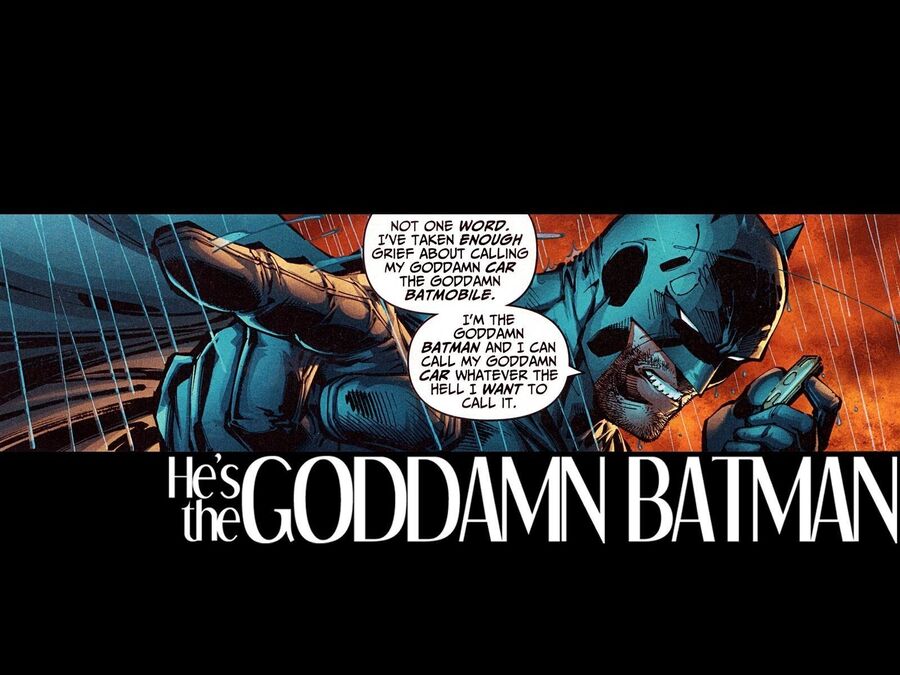 NOT ONE WORD.
I'VE TAKEN ENOUGH
GRIEF ABOUT CALLING
MY GODDAMN CAR
THE GODDAMN
BATMOBILE.
I'M THE
GODDAMN
BATMAN AND I CAN
CALL MY GODDAMN
CAR WHATEVER THE
HELL I WANT TO
CALL IT.
He's
the GODDAMN BATMAN